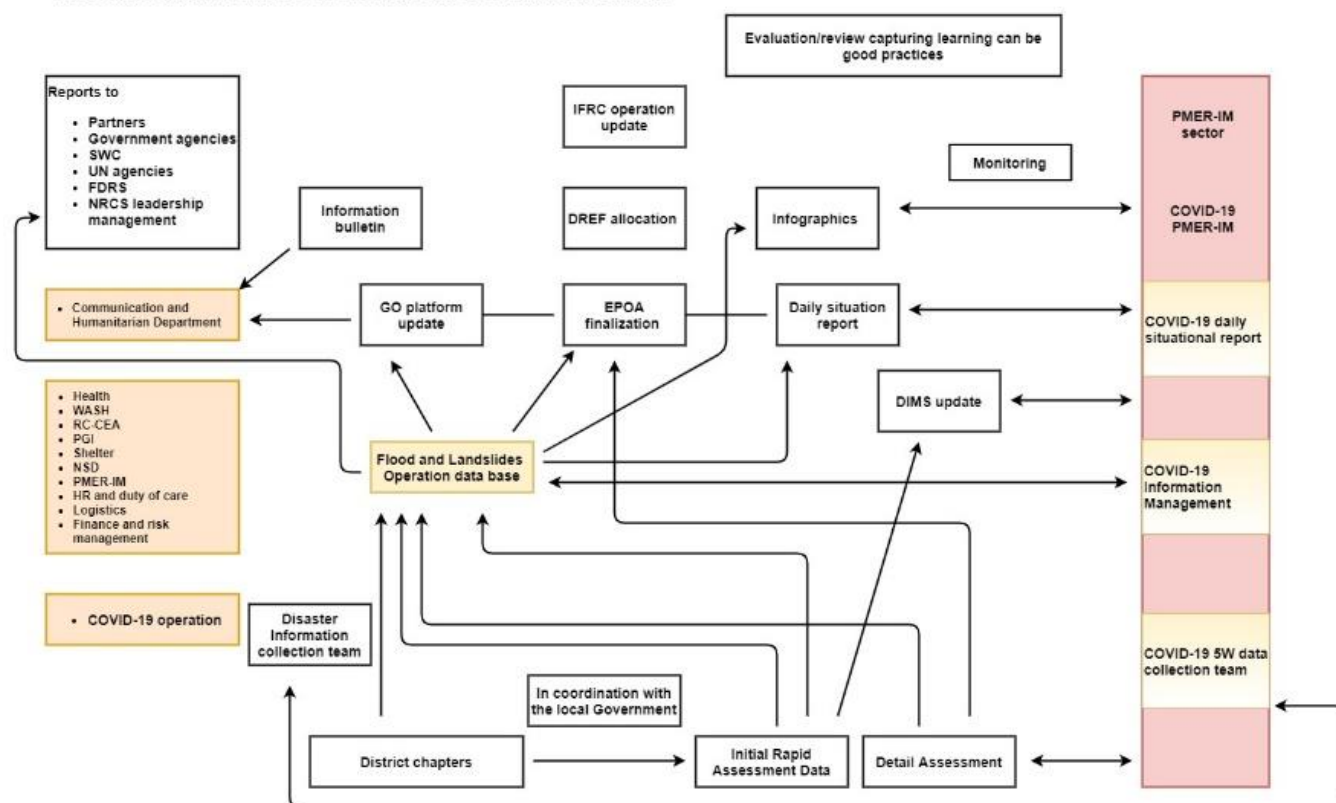 Evaluation/review capturing learning can be
good practices
Reports to
• Partners
• Government agencies
• SWC
• UN agencies
• FDRS
• NRCS leadership
management
IFRC operation
update
PMER-IM
sector
Monitoring
Information
bulletin
DREF allocation
Infographics
COVID-19
PMER-IM
• Communication and
Humanitarian Department
GO platform
update
EPOA
finalization
Daily situation
report
COVID-19 daily
situational report
• Health
• WASH
• RC-CEA
• PGI
• Shelter
• NSD
• PMER-IM
• HR and duty of care
• Logistics
• Finance and risk
management
DIMS update
Flood and Landslides
Operation data base
COVID-19
Information
Management
• COVID-19 operation
Disaster
Information
collection team
COVID-19 5W data
collection team
In coordination with
the local Government
District chapters
Initial Rapid
Assessment Data
Detail Assessment